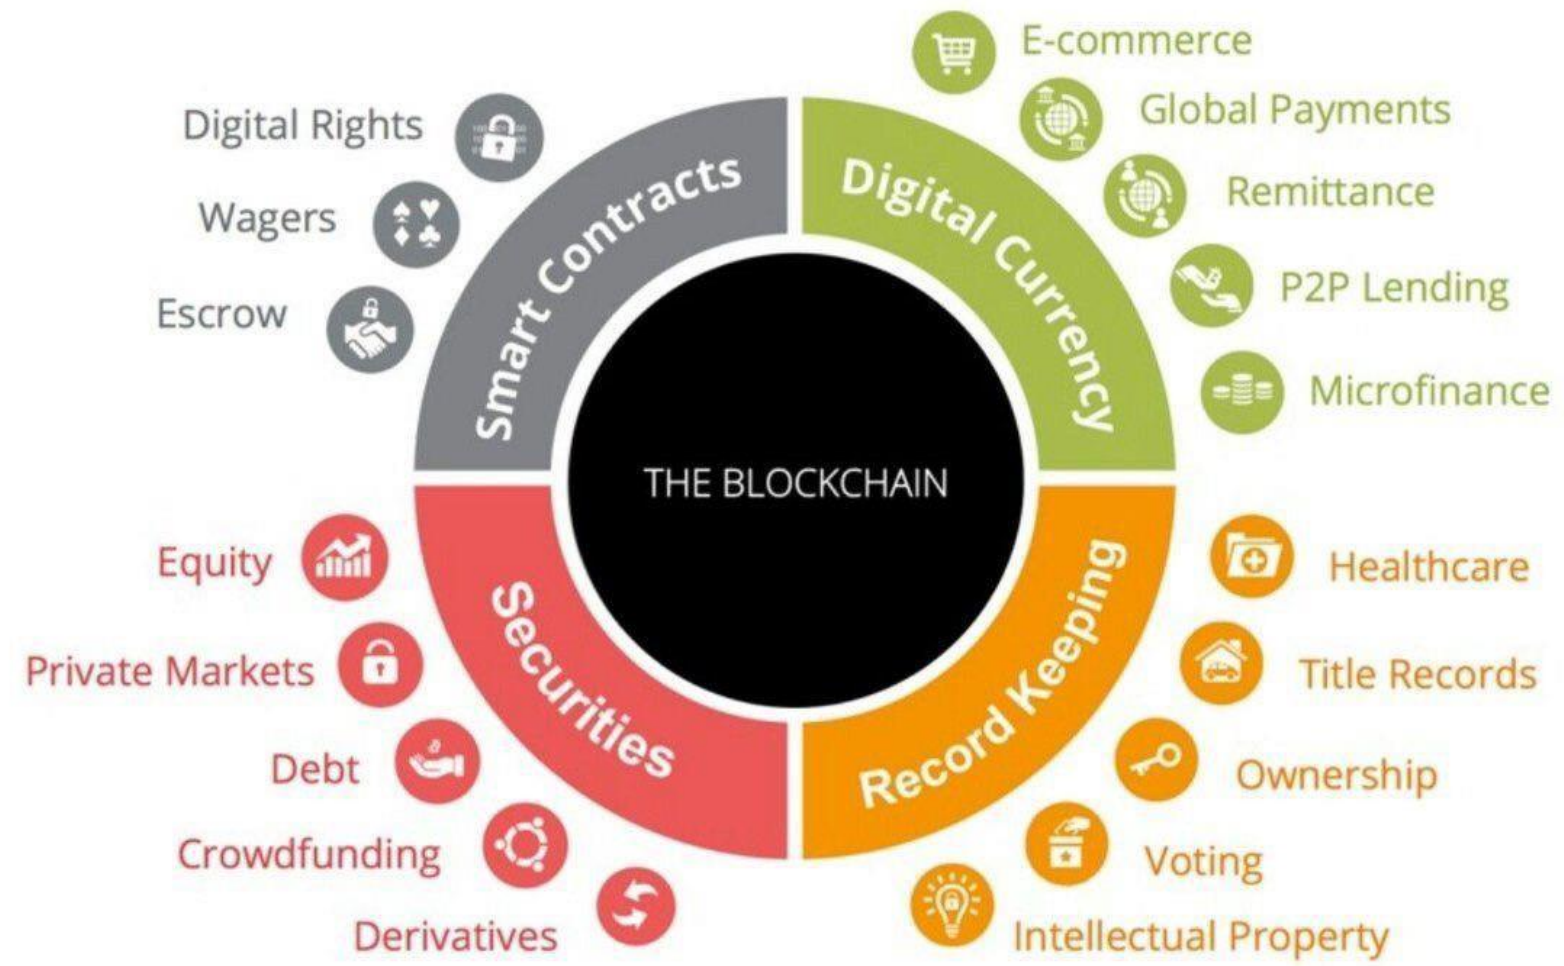 E-commerce
Global Payments
Remittance
P2P Lending
Microfinance
Digital Currency
Digital Rights
Wagers
Escrow
Smart Contracts
THE BLOCKCHAIN
Equity
Private Markets
Debt
Crowdfunding
Derivatives
Securities
Healthcare
Title Records
Ownership
Voting
Intellectual Property
Record Keeping